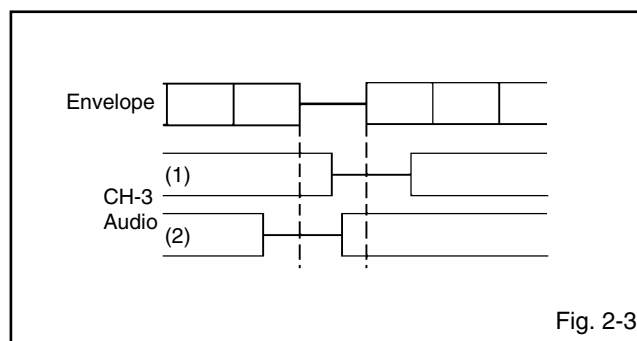 Envelope
(1)
CH-3
Audio
(2)
Fig. 2-3